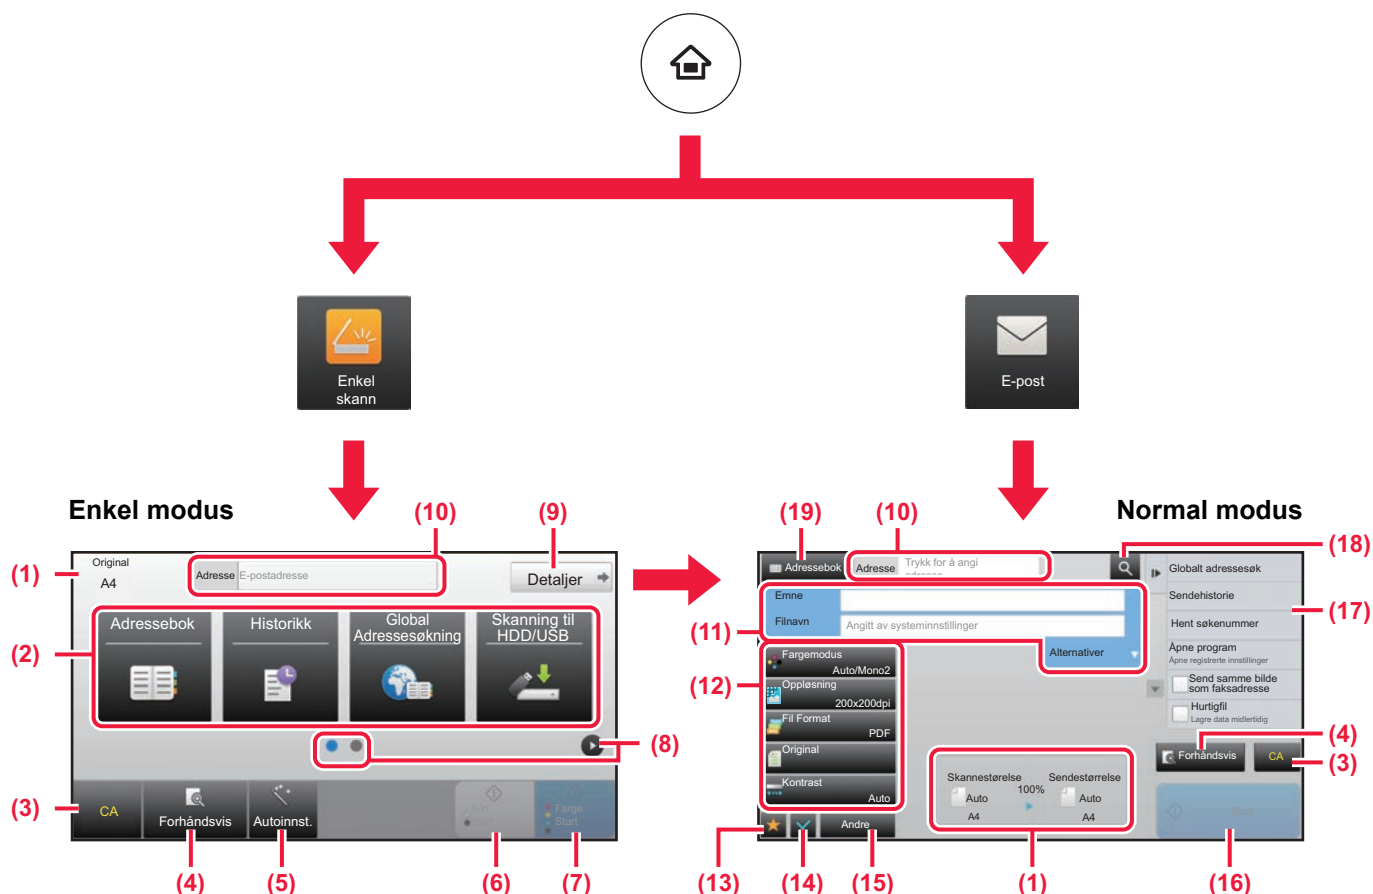 Enkel
skann
E-post
Enkel modus
Normal modus
(10)
(9)
(19)
(10)
(18)
(1)
Original
A4
Adresse
E-postadresse
Detaljer
Adressebok
Adresse
Trykk for å angi
Globalt adressesøk
Sendehistorie
(17)
Hent søkenummer
Åpne program
Åpne registrerte innstillinger
Send samme bilde
som faksadresse
Hurtigfil
Lagre data midlertidig
(11)
Emne
Filnavn
Angitt av systeminnstillinger
Alternativer
(2)
Adressebok
Historikk
Global
Adressesøkning
Skanning til
HDD/USB
(8)
(12)
Fargemodus
Auto/Mono2
Oppløsning
200x200dpi
Fil Format
PDF
Original
Kontrast
Auto
(4)
Forhåndsvis
CA
(3)
Skannestørelse
100%
Sendestørrelse
Auto
A4
Auto
A4
Start
(3)
CA
Forhåndsvis
Autoinnst.
Farge
Start
Andre
(4)
(5)
(6)
(7)
(13)
(14)
(15)
(1)
(16)